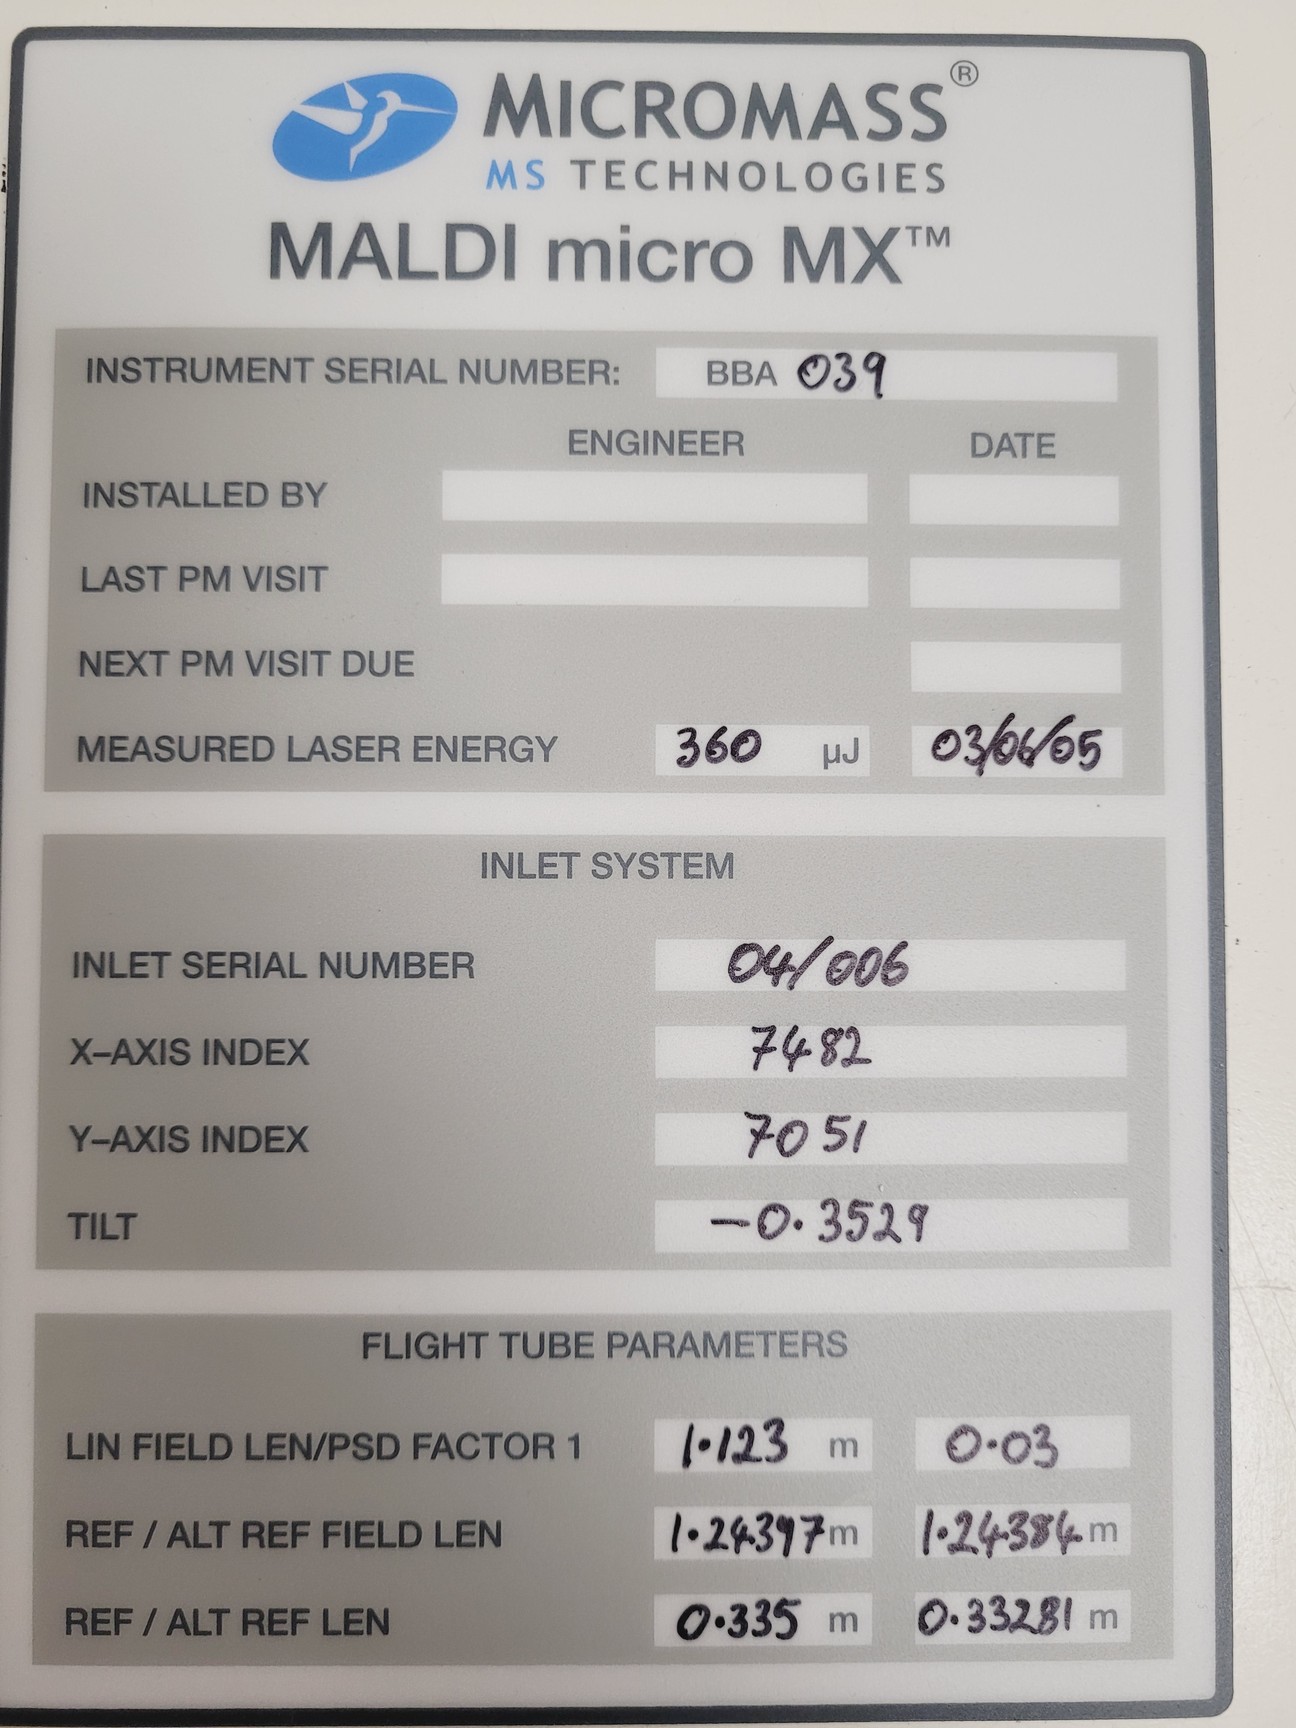 MICROMASS®
MS TECHNOLOGIES
MALDI micro MX™
INSTRUMENT SERIAL NUMBER: BBA 039
ENGINEER DATE
INSTALLED BY
LAST PM VISIT
NEXT PM VISIT DUE
MEASURED LASER ENERGY 360 µJ 03/06/05
INLET SYSTEM
INLET SERIAL NUMBER 04/006
X–AXIS INDEX 7482
Y–AXIS INDEX 7051
TILT –0.3529
FLIGHT TUBE PARAMETERS
LIN FIELD LEN/PSD FACTOR 1 1·123 m 0·03
REF / ALT REF FIELD LEN 1·24397 m 1·24384 m
REF / ALT REF LEN 0·335 m 0·33281 m